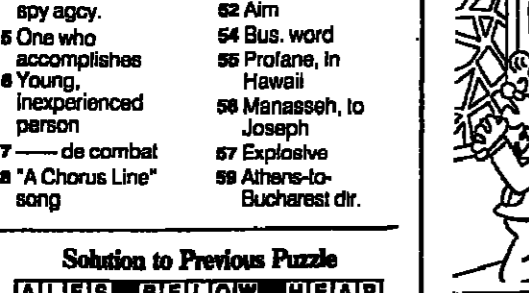 spy agcy.
5 One who
accomplishes
6 Young,
inexperienced
person
7 —— de combat
8 "A Chorus Line"
song
52 Aim
54 Bus. word
55 Profane, in
Hawaii
56 Manasseh, to
Joseph
57 Explosive
59 Athens-to-
Bucharest dir.
Solution to Previous Puzzle